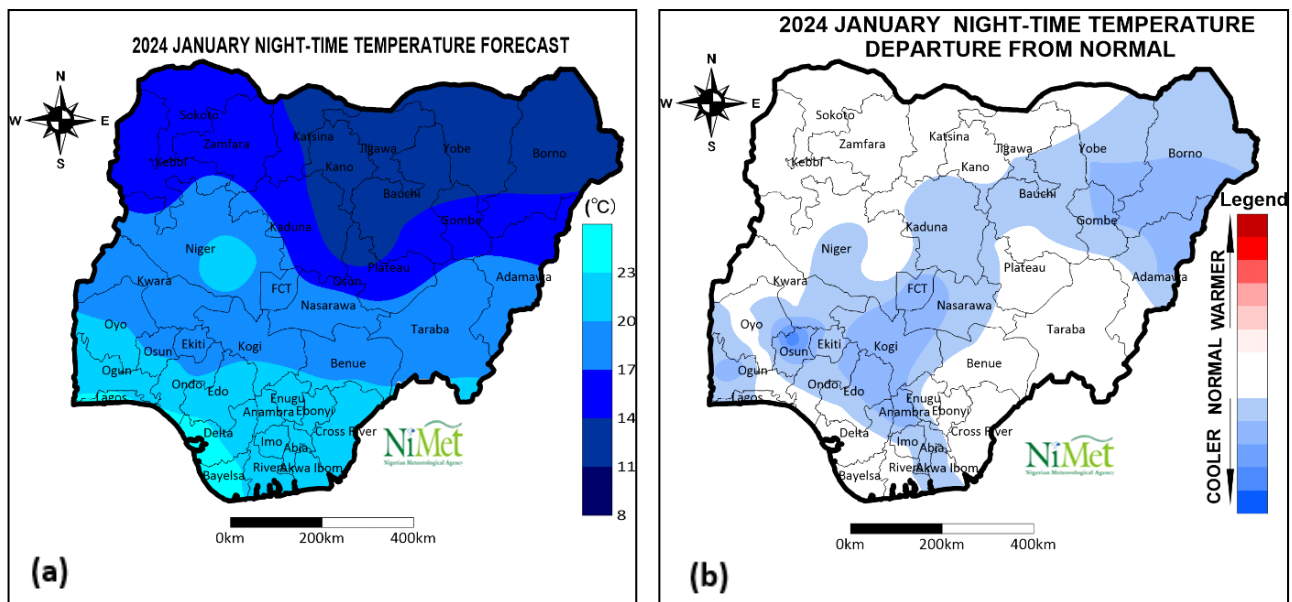 2024 JANUARY NIGHT-TIME TEMPERATURE FORECAST
N
W E
S
Sokoto
Zamfara
Katsina
Jigawa
Yobe
Borno
Kebbi
Kano
Bauchi
Gombe
(°C)
Kaduna
Niger
Plateau
Adamawa
23
Kwara
FCT
Osun
Nasarawa
20
Oyo
Taraba
Osun
Ekiti
Kogi
Benue
17
Ogun
Ondo
Edo
Lagos
Enugu
Anambra
Ebonyi
14
Delta
Imo
Abia
Cross River
NiMet
Nigerian Meteorological Agency
11
Bayelsa
Rivers
Akwa Ibom
8
0km 200km 400km
(a)
2024 JANUARY NIGHT-TIME TEMPERATURE
DEPARTURE FROM NORMAL
N
W E
S
Sokoto
Zamfara
Katsina
Jigawa
Yobe
Borno
Kebbi
Kano
Bauchi
Gombe
Legend
Kaduna
Niger
Plateau
Adamawa
Kwara
FCT
Nasarawa
Oyo
Taraba
Osun
Ekiti
Kogi
Benue
Ogun
Ondo
Edo
Lagos
Enugu
Anambra
Ebonyi
Delta
Imo
Abia
Cross River
NiMet
Nigerian Meteorological Agency
Bayelsa
Rivers
Akwa Ibom
COOLER NORMAL WARMER
0km 200km 400km
(b)